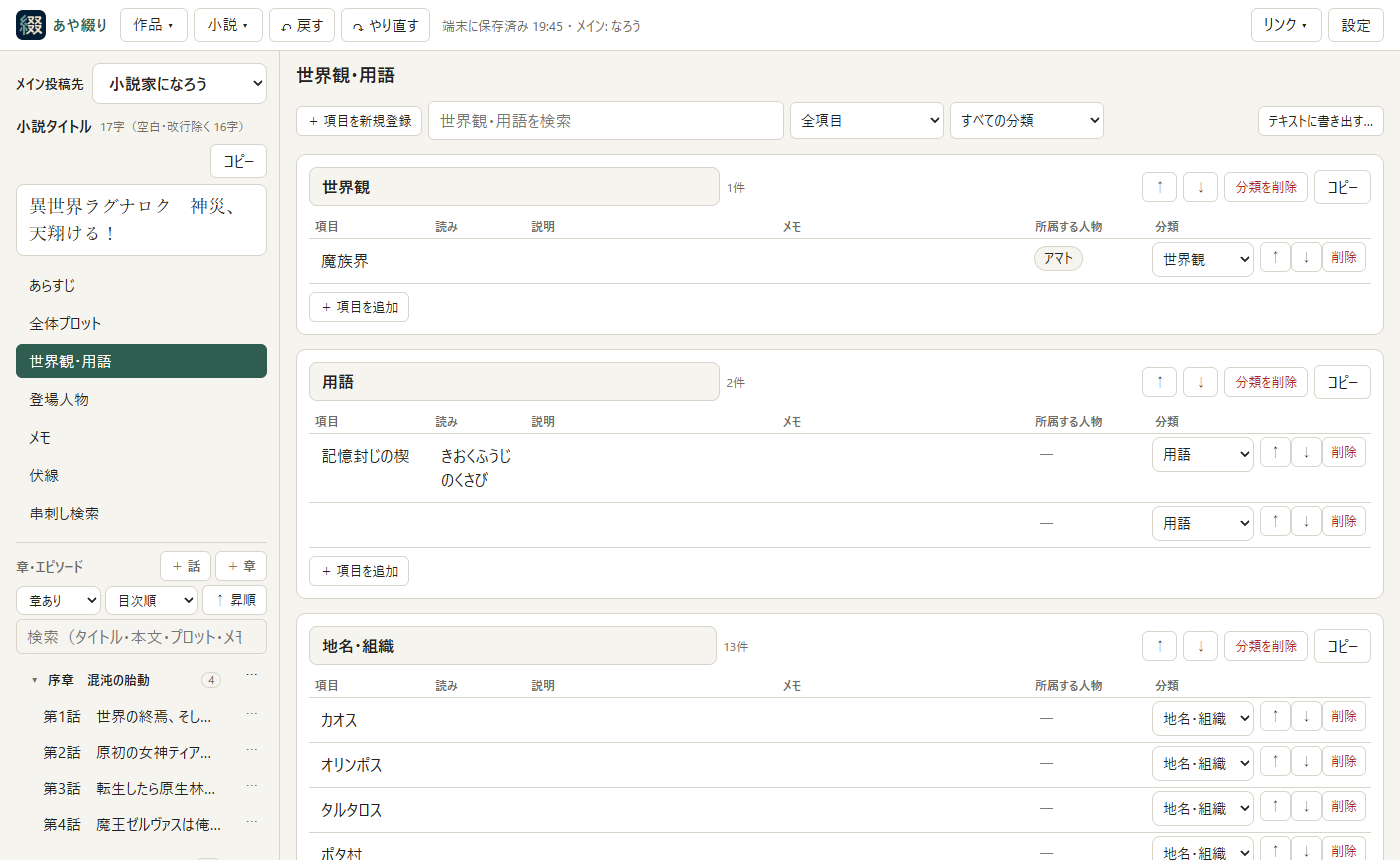 綴 あや綴り 作品 ▾ 小説 ▾ ↶ 戻す ↷ やり直す 端末に保存済み 19:45・メイン: なろう リンク ▾ 設定
メイン投稿先 小説家になろう
小説タイトル 17字（空白・改行除く 16字）
コピー
異世界ラグナロク　神災、
天翔ける！
あらすじ
全体プロット
世界観・用語
登場人物
メモ
伏線
串刺し検索
章・エピソード ＋ 話 ＋ 章
章あり 目次順 ↑ 昇順
検索（タイトル・本文・プロット・メモ
▾ 序章　混沌の胎動 4 …
第1話　世界の終焉、そし… …
第2話　原初の女神ティア… …
第3話　転生したら原生林… …
第4話　魔王ゼルヴァスは俺… …
世界観・用語
＋ 項目を新規登録 世界観・用語を検索 全項目 すべての分類 テキストに書き出す…
世界観 1件 ↑ ↓ 分類を削除 コピー
項目 読み 説明 メモ 所属する人物 分類
魔族界 アマト 世界観 ↑ ↓ 削除
＋ 項目を追加
用語 2件 ↑ ↓ 分類を削除 コピー
項目 読み 説明 メモ 所属する人物 分類
記憶封じの楔 きおくふうじ — 用語 ↑ ↓ 削除
のくさび
— 用語 ↑ ↓ 削除
＋ 項目を追加
地名・組織 13件 ↑ ↓ 分類を削除 コピー
項目 読み 説明 メモ 所属する人物 分類
カオス — 地名・組織 ↑ ↓ 削除
オリンポス — 地名・組織 ↑ ↓ 削除
タルタロス — 地名・組織 ↑ ↓ 削除
ポタ村 — 地名・組織 ↑ ↓ 削除